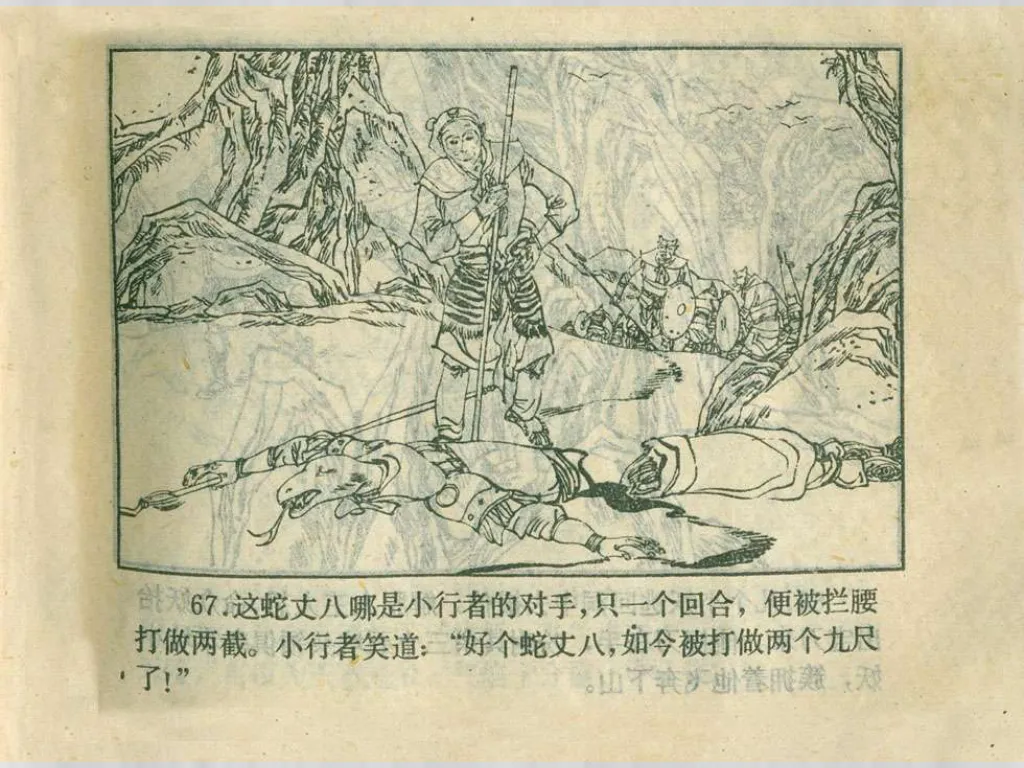 67.这蛇丈八哪是小行者的对手，只一个回合，便被拦腰
打做两截。小行者笑道：“好个蛇丈八，如今被打做两个九尺
了！”